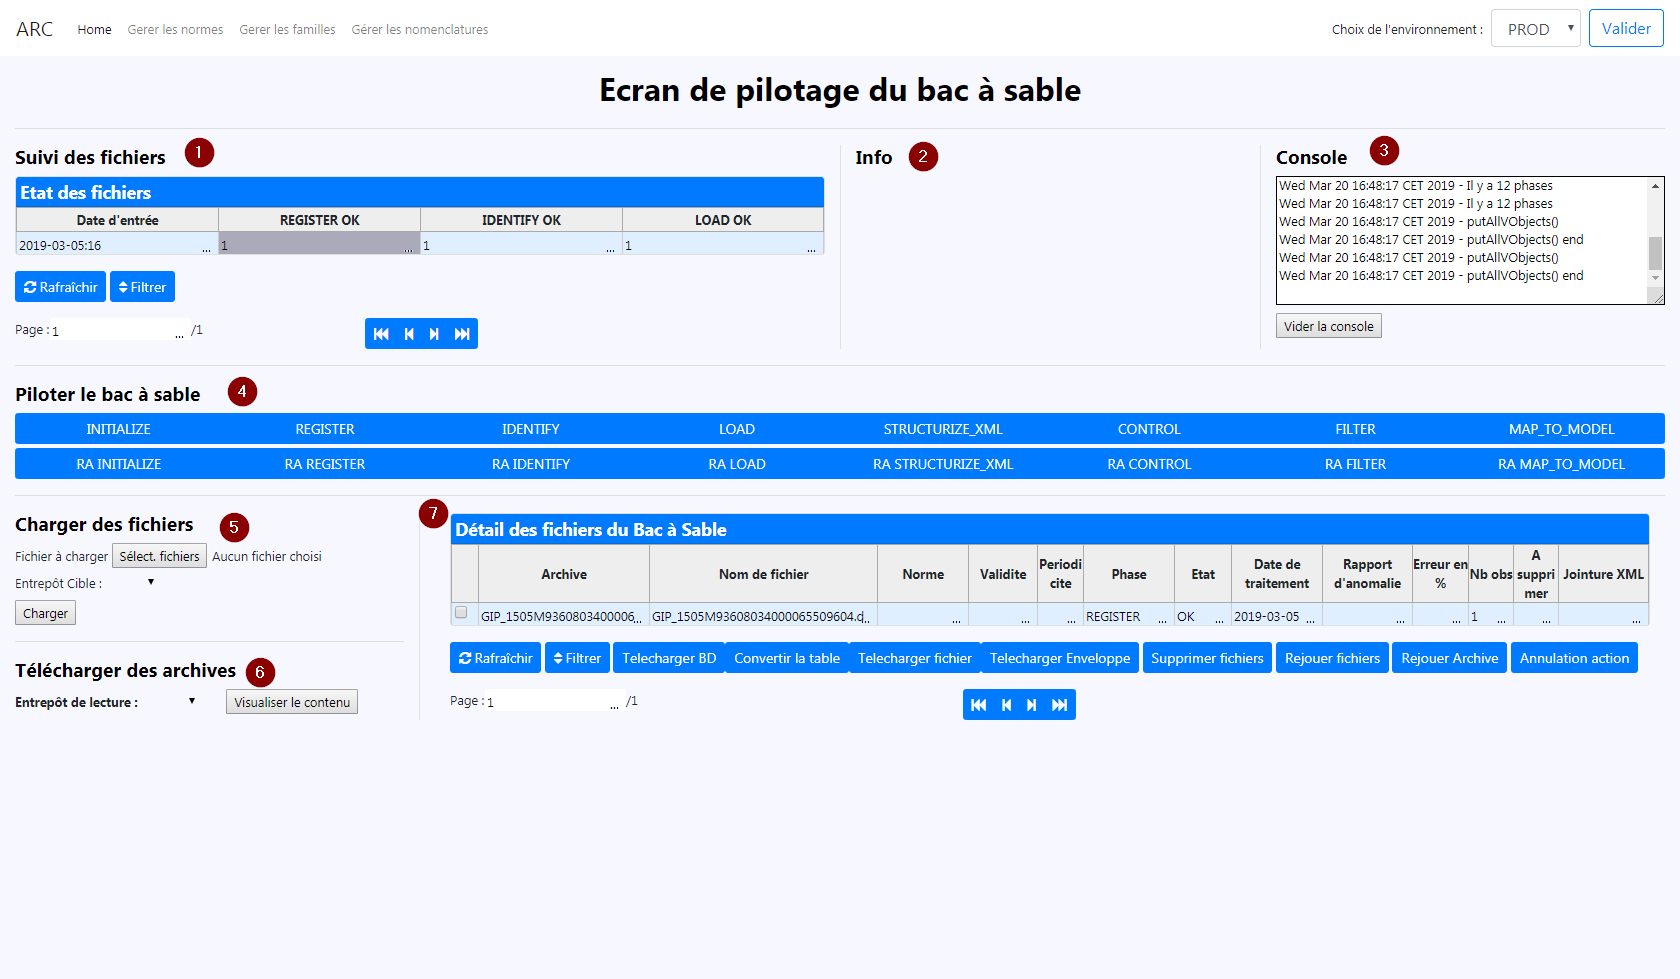 ARC Home Gerer les normes Gerer les familles Gérer les nomenclatures Choix de l'environnement : PROD Valider
Ecran de pilotage du bac à sable
Suivi des fichiers 1
Etat des fichiers
Date d'entrée REGISTER OK IDENTIFY OK LOAD OK
2019-03-05:16 ... 1 ... 1 ... 1 ...
Rafraîchir Filtrer
Page : 1 ... /1
Info 2
Console 3
Wed Mar 20 16:48:17 CET 2019 - Il y a 12 phases
Wed Mar 20 16:48:17 CET 2019 - Il y a 12 phases
Wed Mar 20 16:48:17 CET 2019 - putAllVObjects()
Wed Mar 20 16:48:17 CET 2019 - putAllVObjects() end
Wed Mar 20 16:48:17 CET 2019 - putAllVObjects()
Wed Mar 20 16:48:17 CET 2019 - putAllVObjects() end
Vider la console
Piloter le bac à sable 4
INITIALIZE REGISTER IDENTIFY LOAD STRUCTURIZE_XML CONTROL FILTER MAP_TO_MODEL
RA INITIALIZE RA REGISTER RA IDENTIFY RA LOAD RA STRUCTURIZE_XML RA CONTROL RA FILTER RA MAP_TO_MODEL
Charger des fichiers 5
Fichier à charger Sélect. fichiers Aucun fichier choisi
Entrepôt Cible :
Charger
Télécharger des archives 6
Entrepôt de lecture : Visualiser le contenu
7
Détail des fichiers du Bac à Sable
Archive Nom de fichier Norme Validite Periodi cite Phase Etat Date de traitement Rapport d'anomalie Erreur en % Nb obs A suppri mer Jointure XML
GIP_1505M9360803400006... GIP_1505M93608034000065509604.d... ... ... ... REGISTER ... OK ... 2019-03-05 ... ... ... 1 ... ... ...
Rafraîchir Filtrer Telecharger BD Convertir la table Telecharger fichier Telecharger Enveloppe Supprimer fichiers Rejouer fichiers Rejouer Archive Annulation action
Page : 1 ... /1